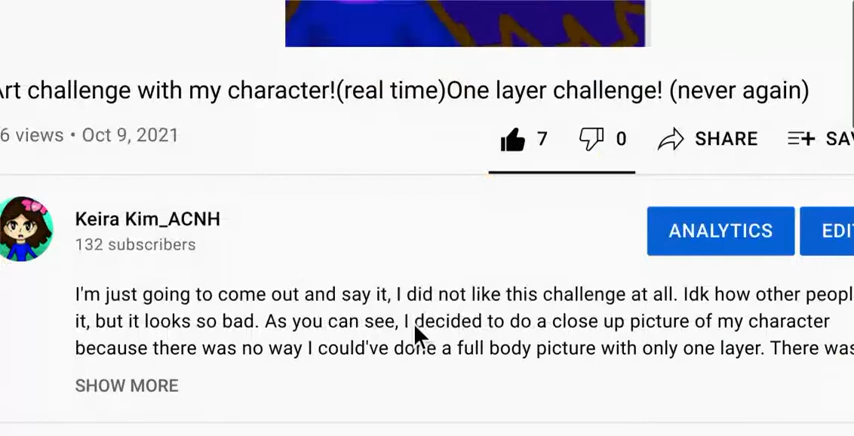 Art challenge with my character!(real time)One layer challenge! (never again)
6 views • Oct 9, 2021
7
0
SHARE
Keira Kim_ACNH
132 subscribers
ANALYTICS
I'm just going to come out and say it, I did not like this challenge at all. Idk how other
it, but it looks so bad. As you can see, I decided to do a close up picture of my character
because there was no way I could've done a full body picture with only one layer. There
SHOW MORE